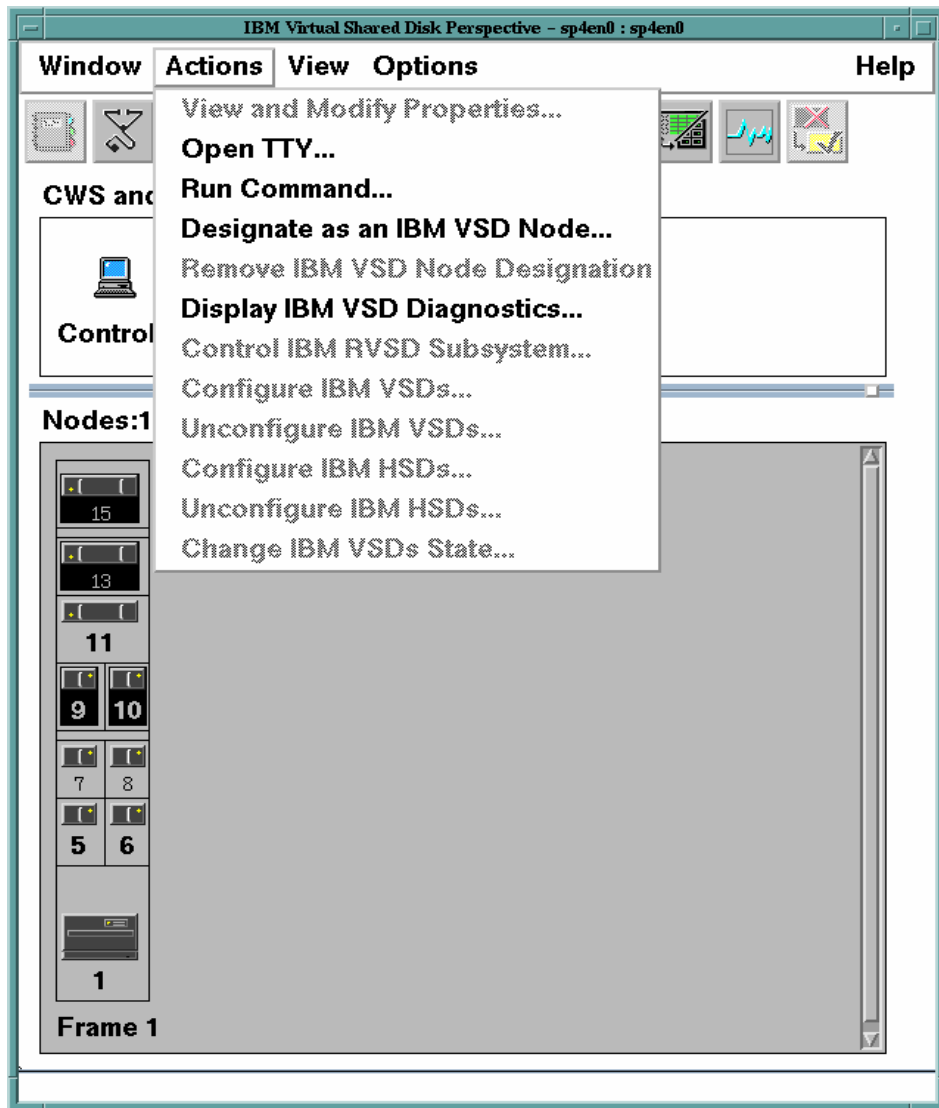 IBM Virtual Shared Disk Perspective - sp4en0 : sp4en0
Window Actions View Options Help
View and Modify Properties...
Open TTY...
Run Command...
Designate as an IBM VSD Node...
Remove IBM VSD Node Designation
Display IBM VSD Diagnostics...
Control IBM RVSD Subsystem...
Configure IBM VSDs...
Unconfigure IBM VSDs...
Configure IBM HSDs...
Unconfigure IBM HSDs...
Change IBM VSDs State...
CWS and
Control
Nodes:1
15
13
11
9 10
7 8
5 6
1
Frame 1